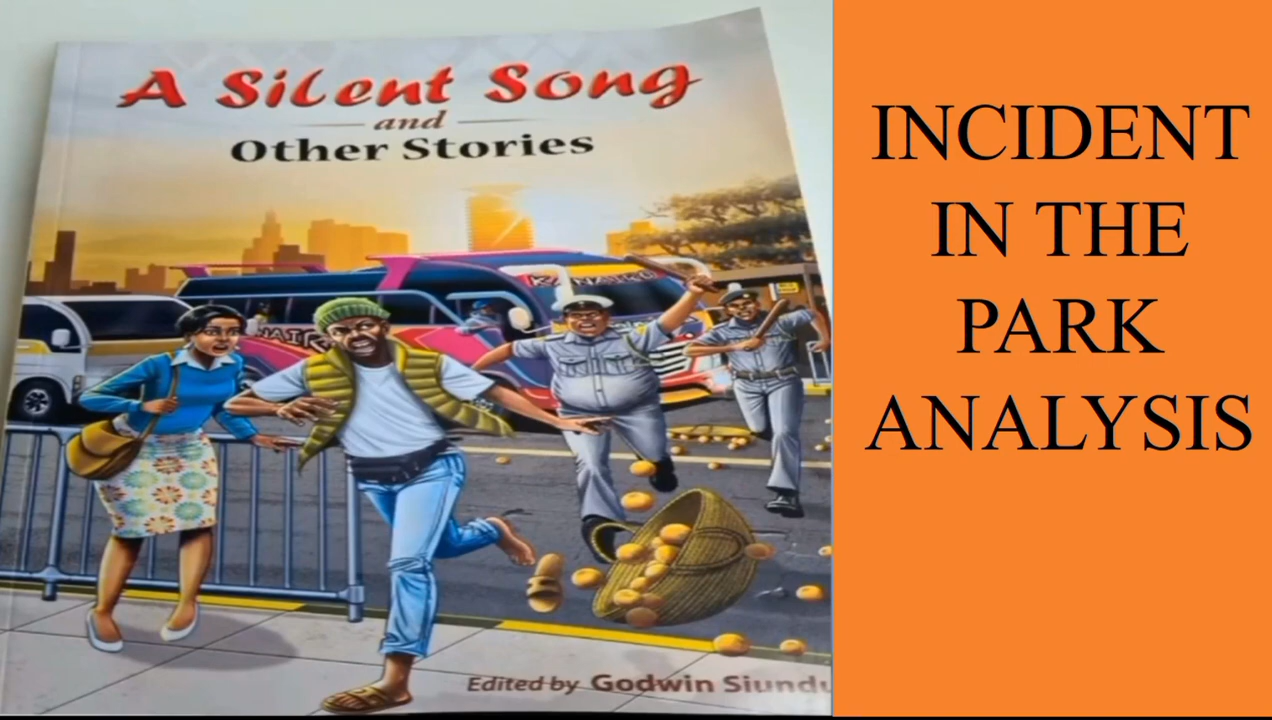 A Silent Song
and
Other Stories
Edited by Godwin Siundu
INCIDENT
IN THE
PARK
ANALYSIS